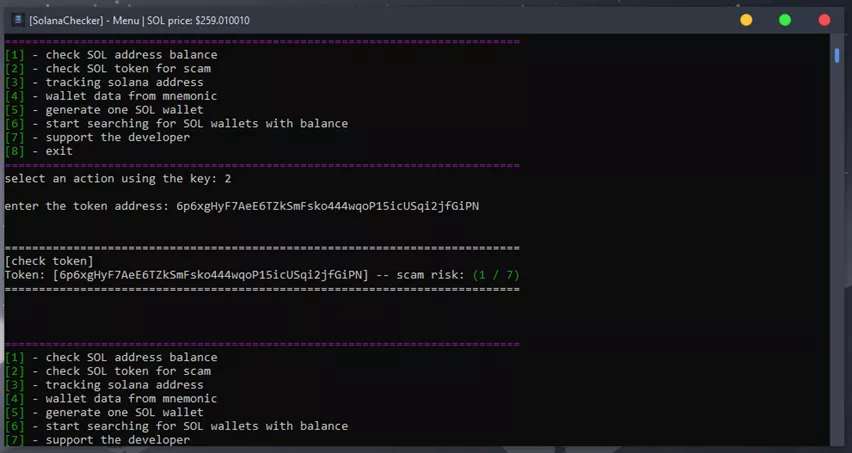 [SolanaChecker] - Menu | SOL price: $259.010010
============================================================================
[1] - check SOL address balance
[2] - check SOL token for scam
[3] - tracking solana address
[4] - wallet data from mnemonic
[5] - generate one SOL wallet
[6] - start searching for SOL wallets with balance
[7] - support the developer
[8] - exit
============================================================================
select an action using the key: 2
enter the token address: 6p6xgHyF7AeE6TZkSmFsko444wqoP15icUSqi2jfGiPN
============================================================================
[check token]
Token: [6p6xgHyF7AeE6TZkSmFsko444wqoP15icUSqi2jfGiPN] -- scam risk: (1 / 7)
============================================================================
============================================================================
[1] - check SOL address balance
[2] - check SOL token for scam
[3] - tracking solana address
[4] - wallet data from mnemonic
[5] - generate one SOL wallet
[6] - start searching for SOL wallets with balance
[7] - support the developer